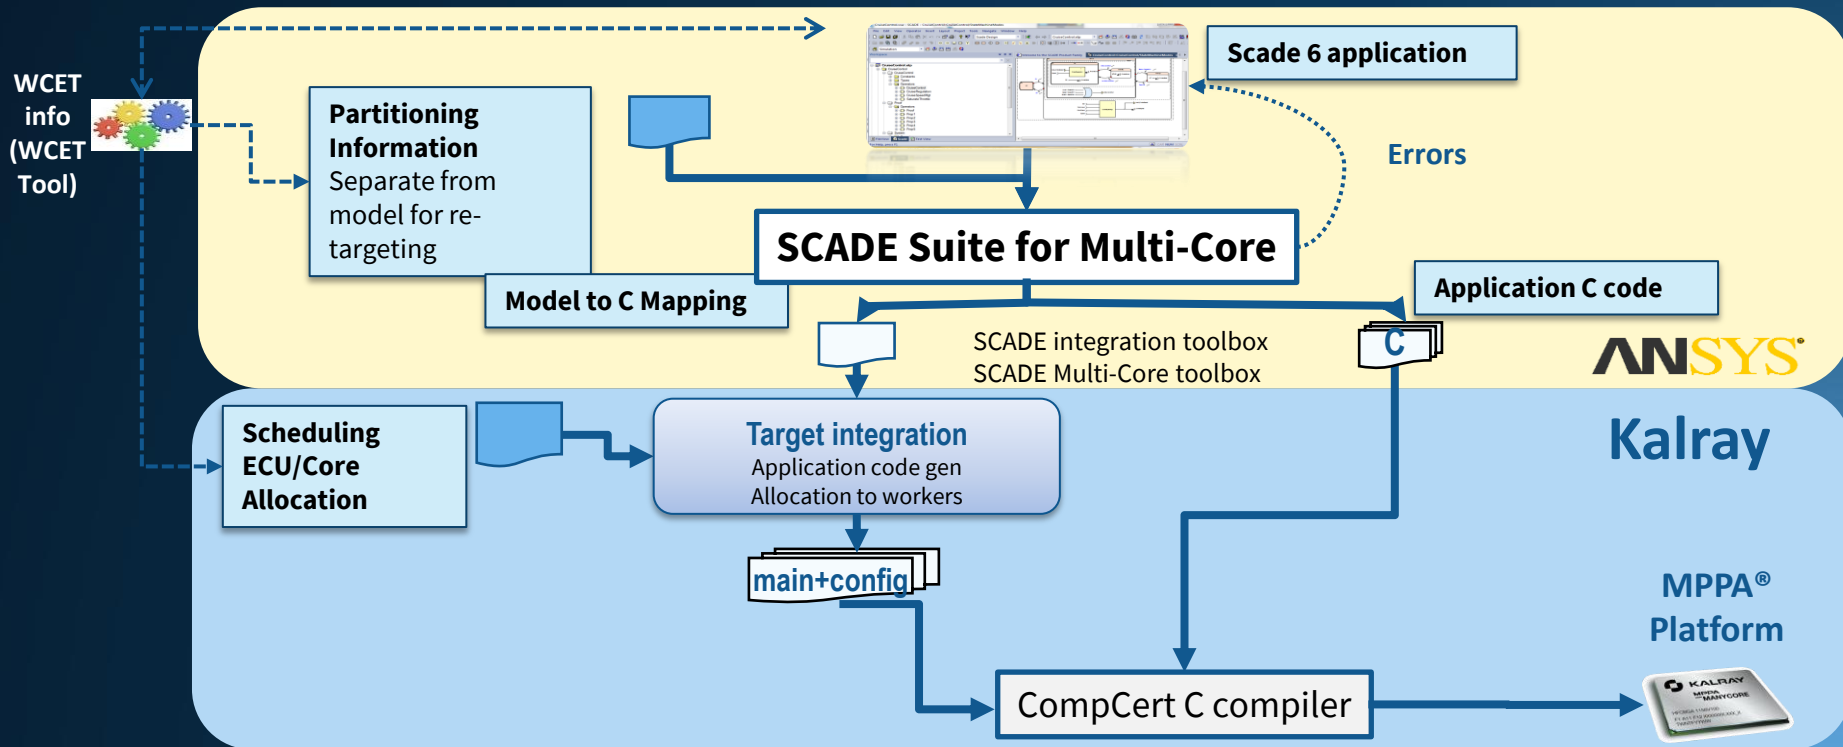 WCET
info
(WCET
Tool)
Partitioning
Information
Separate from
model for re-
targeting
Scade 6 application
Errors
SCADE Suite for Multi-Core
Model to C Mapping
Application C code
SCADE integration toolbox
SCADE Multi-Core toolbox
C
ANSYS
Scheduling
ECU/Core
Allocation
Target integration
Application code gen
Allocation to workers
Kalray
main+config
MPPA®
Platform
CompCert C compiler
KALRAY
MPPA
MANYCORE